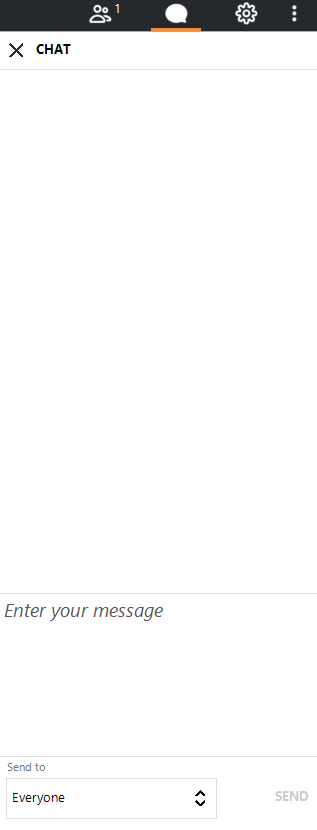 1
CHAT
Enter your message
Send to
Everyone
SEND